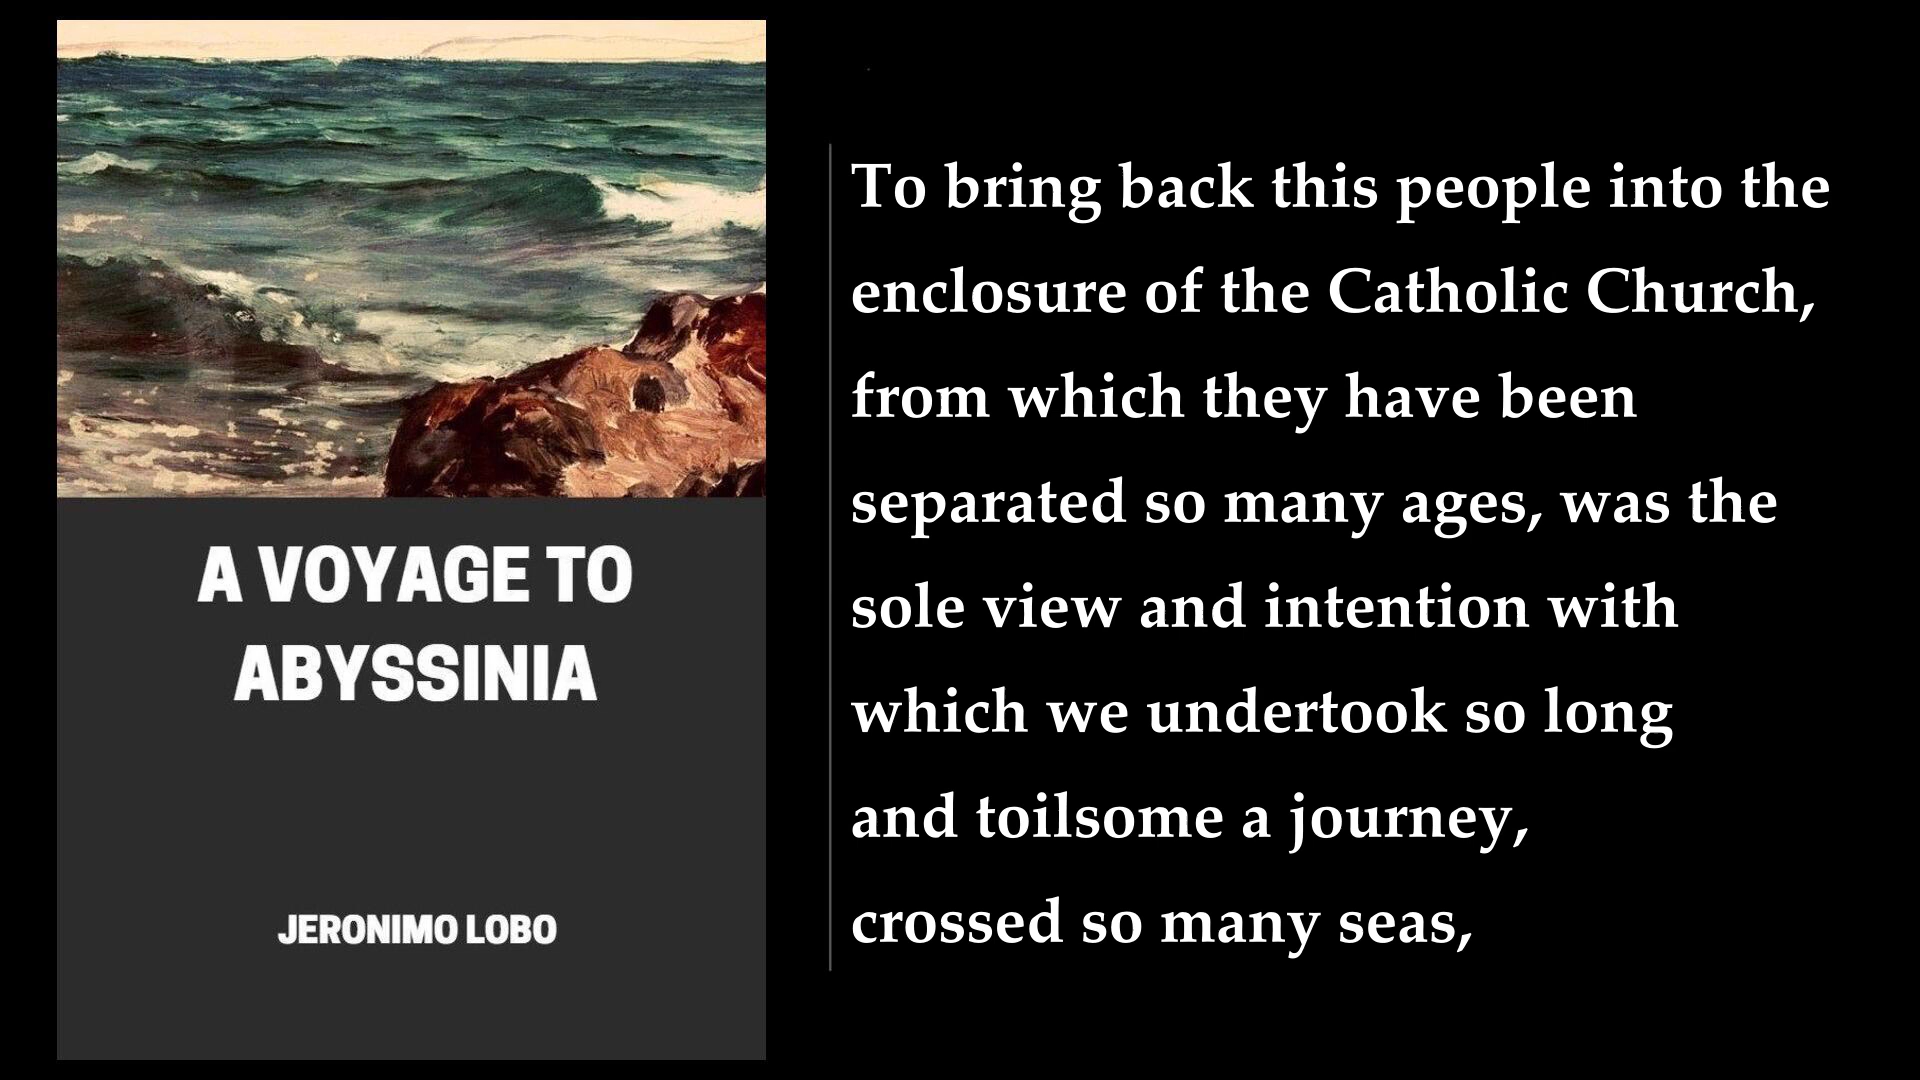 A VOYAGE TO
ABYSSINIA
JERONIMO LOBO
To bring back this people into the
enclosure of the Catholic Church,
from which they have been
separated so many ages, was the
sole view and intention with
which we undertook so long
and toilsome a journey,
crossed so many seas,